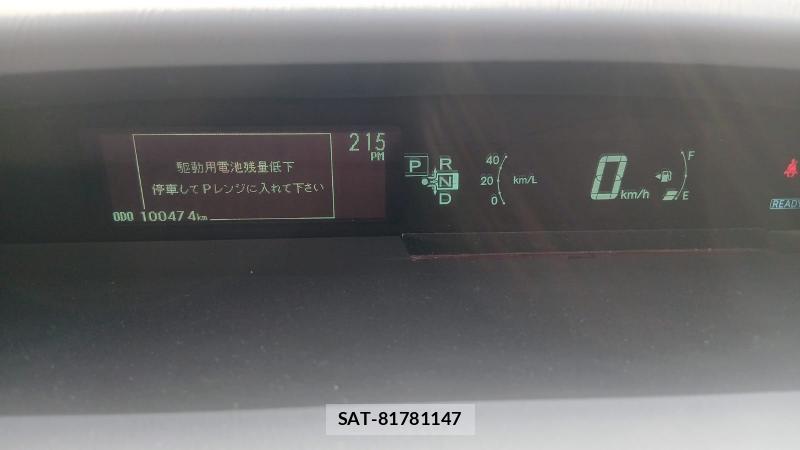 215
PM
駆動用電池残量低下
停車してPレンジに入れて下さい
ODO 100474km
P
R
N
D
40
20
0
km/L
0 km/h
F
E
READY
SAT-81781147